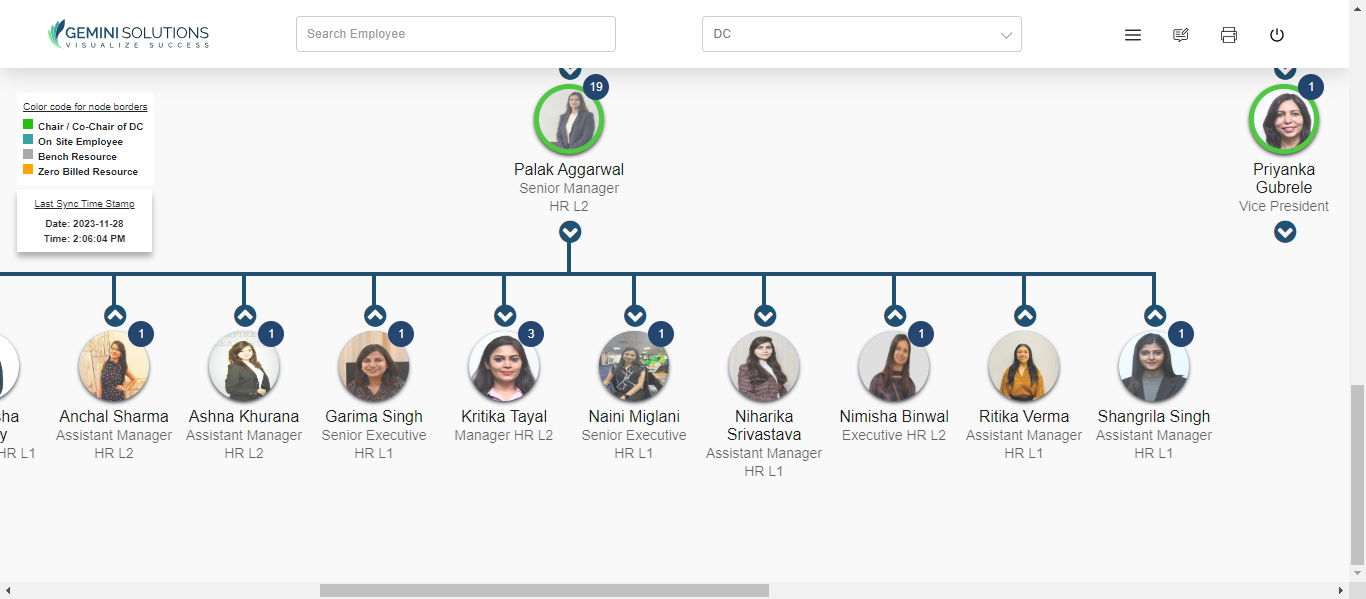 GEMINI SOLUTIONS
VISUALIZE SUCCESS
Search Employee
DC
19
1
Color code for node borders
Chair / Co-Chair of DC
On Site Employee
Bench Resource
Zero Billed Resource
Last Sync Time Stamp
Date: 2023-11-28
Time: 2:06:04 PM
Palak Aggarwal
Senior Manager
HR L2
Priyanka
Gubrele
Vice President
sha
y
HR L1
1
Anchal Sharma
Assistant Manager
HR L2
1
Ashna Khurana
Assistant Manager
HR L2
1
Garima Singh
Senior Executive
HR L1
3
Kritika Tayal
Manager HR L2
1
Naini Miglani
Senior Executive
HR L1
Niharika
Srivastava
Assistant Manager
HR L1
1
Nimisha Binwal
Executive HR L2
Ritika Verma
Assistant Manager
HR L1
1
Shangrila Singh
Assistant Manager
HR L1